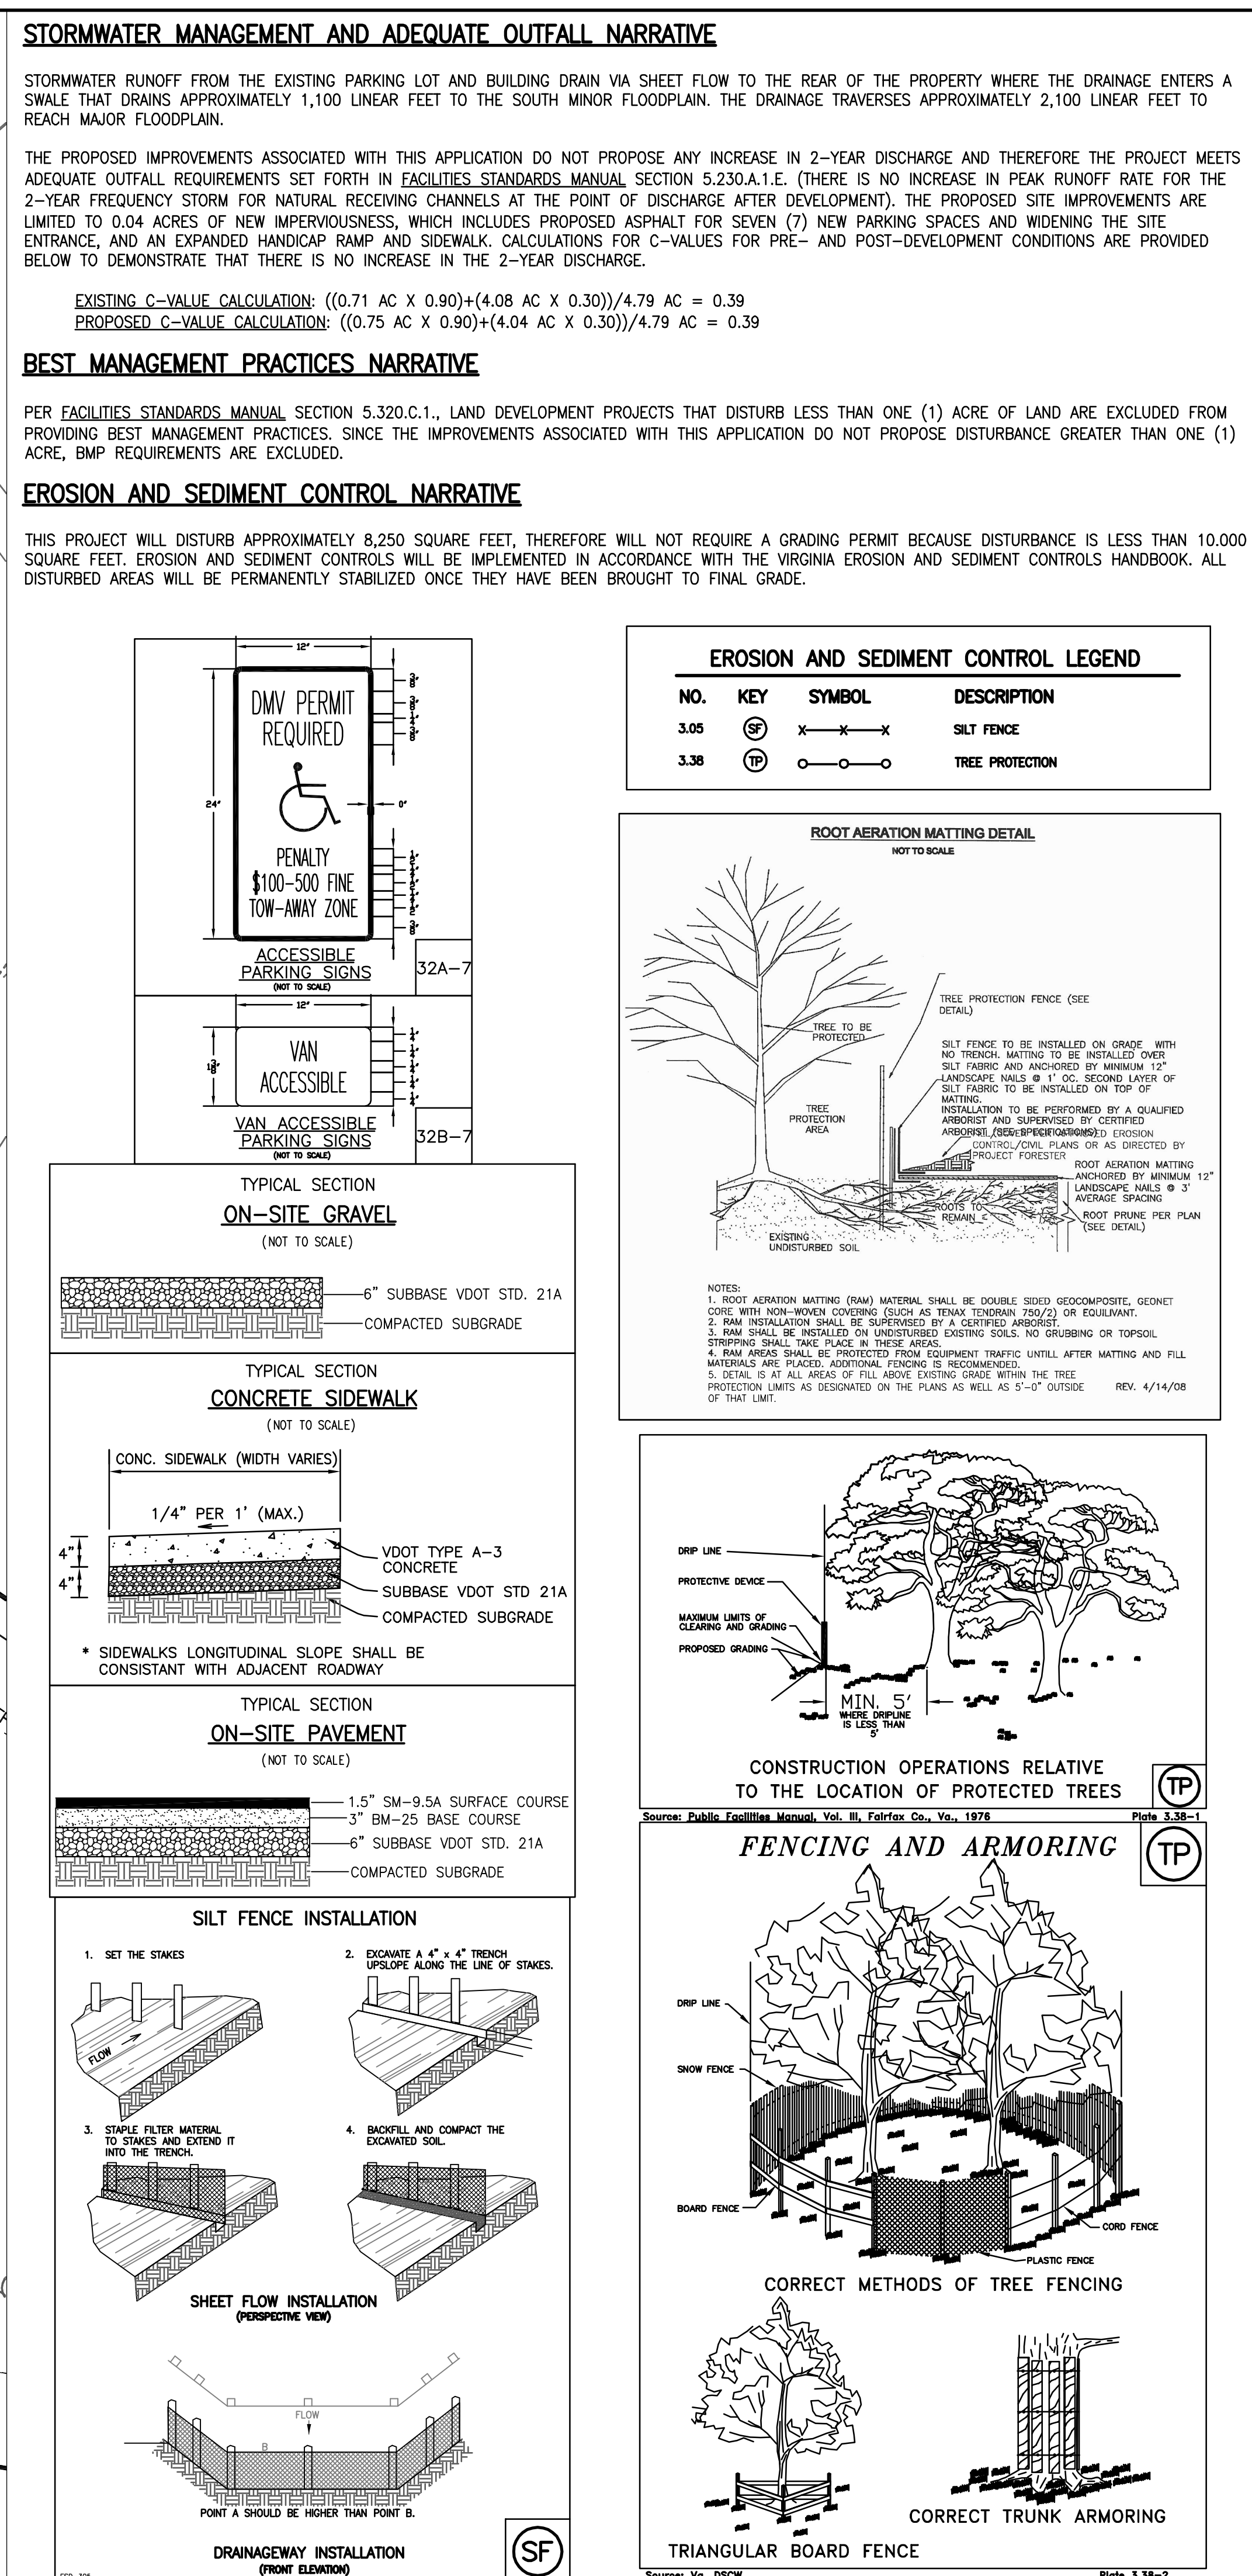 STORMWATER MANAGEMENT AND ADEQUATE OUTFALL NARRATIVE
STORMWATER RUNOFF FROM THE EXISTING PARKING LOT AND BUILDING DRAIN VIA SHEET FLOW TO THE REAR OF THE PROPERTY WHERE THE DRAINAGE ENTERS A
SWALE THAT DRAINS APPROXIMATELY 1,100 LINEAR FEET TO THE SOUTH MINOR FLOODPLAIN. THE DRAINAGE TRAVERSES APPROXIMATELY 2,100 LINEAR FEET TO
REACH MAJOR FLOODPLAIN.
THE PROPOSED IMPROVEMENTS ASSOCIATED WITH THIS APPLICATION DO NOT PROPOSE ANY INCREASE IN 2-YEAR DISCHARGE AND THEREFORE THE PROJECT MEETS
ADEQUATE OUTFALL REQUIREMENTS SET FORTH IN FACILITIES STANDARDS MANUAL SECTION 5.230.A.1.E. (THERE IS NO INCREASE IN PEAK RUNOFF RATE FOR THE
2-YEAR FREQUENCY STORM FOR NATURAL RECEIVING CHANNELS AT THE POINT OF DISCHARGE AFTER DEVELOPMENT). THE PROPOSED SITE IMPROVEMENTS ARE
LIMITED TO 0.04 ACRES OF NEW IMPERVIOUSNESS, WHICH INCLUDES PROPOSED ASPHALT FOR SEVEN (7) NEW PARKING SPACES AND WIDENING THE SITE
ENTRANCE, AND AN EXPANDED HANDICAP RAMP AND SIDEWALK. CALCULATIONS FOR C-VALUES FOR PRE- AND POST-DEVELOPMENT CONDITIONS ARE PROVIDED
BELOW TO DEMONSTRATE THAT THERE IS NO INCREASE IN THE 2-YEAR DISCHARGE.
EXISTING C-VALUE CALCULATION: ((0.71 AC X 0.90)+(4.08 AC X 0.30))/4.79 AC = 0.39
PROPOSED C-VALUE CALCULATION: ((0.75 AC X 0.90)+(4.04 AC X 0.30))/4.79 AC = 0.39
BEST MANAGEMENT PRACTICES NARRATIVE
PER FACILITIES STANDARDS MANUAL SECTION 5.320.C.1., LAND DEVELOPMENT PROJECTS THAT DISTURB LESS THAN ONE (1) ACRE OF LAND ARE EXCLUDED FROM
PROVIDING BEST MANAGEMENT PRACTICES. SINCE THE IMPROVEMENTS ASSOCIATED WITH THIS APPLICATION DO NOT PROPOSE DISTURBANCE GREATER THAN ONE (1)
ACRE, BMP REQUIREMENTS ARE EXCLUDED.
EROSION AND SEDIMENT CONTROL NARRATIVE
THIS PROJECT WILL DISTURB APPROXIMATELY 8,250 SQUARE FEET, THEREFORE WILL NOT REQUIRE A GRADING PERMIT BECAUSE DISTURBANCE IS LESS THAN 10.000
SQUARE FEET. EROSION AND SEDIMENT CONTROLS WILL BE IMPLEMENTED IN ACCORDANCE WITH THE VIRGINIA EROSION AND SEDIMENT CONTROLS HANDBOOK. ALL
DISTURBED AREAS WILL BE PERMANENTLY STABILIZED ONCE THEY HAVE BEEN BROUGHT TO FINAL GRADE.
12"
DMV PERMIT
REQUIRED
24"
0"
PENALTY
$100-500 FINE
TOW-AWAY ZONE
ACCESSIBLE
PARKING SIGNS
(NOT TO SCALE)
32A-7
12"
VAN
ACCESSIBLE
VAN ACCESSIBLE
PARKING SIGNS
(NOT TO SCALE)
32B-7
TYPICAL SECTION
ON-SITE GRAVEL
(NOT TO SCALE)
6" SUBBASE VDOT STD. 21A
COMPACTED SUBGRADE
TYPICAL SECTION
CONCRETE SIDEWALK
(NOT TO SCALE)
CONC. SIDEWALK (WIDTH VARIES)
1/4" PER 1' (MAX.)
4"
4"
VDOT TYPE A-3
CONCRETE
SUBBASE VDOT STD 21A
COMPACTED SUBGRADE
* SIDEWALKS LONGITUDINAL SLOPE SHALL BE
CONSISTANT WITH ADJACENT ROADWAY
TYPICAL SECTION
ON-SITE PAVEMENT
(NOT TO SCALE)
1.5" SM-9.5A SURFACE COURSE
3" BM-25 BASE COURSE
6" SUBBASE VDOT STD. 21A
COMPACTED SUBGRADE
SILT FENCE INSTALLATION
1. SET THE STAKES
FLOW
2. EXCAVATE A 4" x 4" TRENCH
UPSLOPE ALONG THE LINE OF STAKES.
3. STAPLE FILTER MATERIAL
TO STAKES AND EXTEND IT
INTO THE TRENCH.
4. BACKFILL AND COMPACT THE
EXCAVATED SOIL.
SHEET FLOW INSTALLATION
(PERSPECTIVE VIEW)
FLOW
B
POINT A SHOULD BE HIGHER THAN POINT B.
DRAINAGEWAY INSTALLATION
(FRONT ELEVATION)
SF
EROSION AND SEDIMENT CONTROL LEGEND
NO. KEY SYMBOL DESCRIPTION
3.05 SF SILT FENCE
3.38 TP TREE PROTECTION
ROOT AERATION MATTING DETAIL
NOT TO SCALE
TREE PROTECTION FENCE (SEE
DETAIL)
TREE TO BE
PROTECTED
SILT FENCE TO BE INSTALLED ON GRADE WITH
NO TRENCH. MATTING TO BE INSTALLED OVER
SILT FABRIC AND ANCHORED BY MINIMUM 12"
LANDSCAPE NAILS @ 1' OC. SECOND LAYER OF
SILT FABRIC TO BE INSTALLED ON TOP OF
MATTING.
INSTALLATION TO BE PERFORMED BY A QUALIFIED
ARBORIST AND SUPERVISED BY CERTIFIED
ARBORIST (SEE SPECIFICATIONS)
EROSION
CONTROL/CIVIL PLANS OR AS DIRECTED BY
PROJECT FORESTER
TREE
PROTECTION
AREA
ROOT AERATION MATTING
ANCHORED BY MINIMUM 12"
LANDSCAPE NAILS @ 3'
AVERAGE SPACING
ROOTS TO
REMAIN
ROOT PRUNE PER PLAN
(SEE DETAIL)
EXISTING
UNDISTURBED SOIL
NOTES:
1. ROOT AERATION MATTING (RAM) MATERIAL SHALL BE DOUBLE SIDED GEOCOMPOSITE, GEONET
CORE WITH NON-WOVEN COVERING (SUCH AS TENAX TENDRAIN 750/2) OR EQUILIVANT.
2. RAM INSTALLATION SHALL BE SUPERVISED BY A CERTIFIED ARBORIST.
3. RAM SHALL BE INSTALLED ON UNDISTURBED EXISTING SOILS. NO GRUBBING OR TOPSOIL
STRIPPING SHALL TAKE PLACE IN THESE AREAS.
4. RAM AREAS SHALL BE PROTECTED FROM EQUIPMENT TRAFFIC UNTILL AFTER MATTING AND FILL
MATERIALS ARE PLACED. ADDITIONAL FENCING IS RECOMMENDED.
5. DETAIL IS AT ALL AREAS OF FILL ABOVE EXISTING GRADE WITHIN THE TREE
PROTECTION LIMITS AS DESIGNATED ON THE PLANS AS WELL AS 5'-0" OUTSIDE
OF THAT LIMIT.
REV. 4/14/08
DRIP LINE
PROTECTIVE DEVICE
MAXIMUM LIMITS OF
CLEARING AND GRADING
PROPOSED GRADING
MIN. 5'
WHERE DRIPLINE
IS LESS THAN
5'
CONSTRUCTION OPERATIONS RELATIVE
TO THE LOCATION OF PROTECTED TREES
TP
Source: Public Facilities Manual, Vol. III, Fairfax Co., Va., 1976 Plate 3.38-1
FENCING AND ARMORING
TP
DRIP LINE
SNOW FENCE
BOARD FENCE
CORD FENCE
PLASTIC FENCE
CORRECT METHODS OF TREE FENCING
CORRECT TRUNK ARMORING
TRIANGULAR BOARD FENCE
Source: Va. DSCW Plate 3.38-2